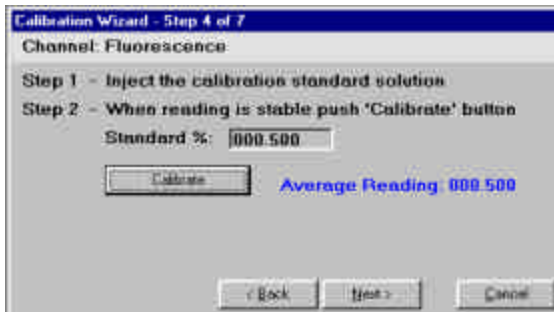 Calibration Wizard - Step 4 of 7
Channel: Fluorescence
Step 1 - Inject the calibration standard solution
Step 2 - When reading is stable push 'Calibrate' button
Standard %: 000.500
Calibrate Average Reading: 000.500
< Back Next > Cancel